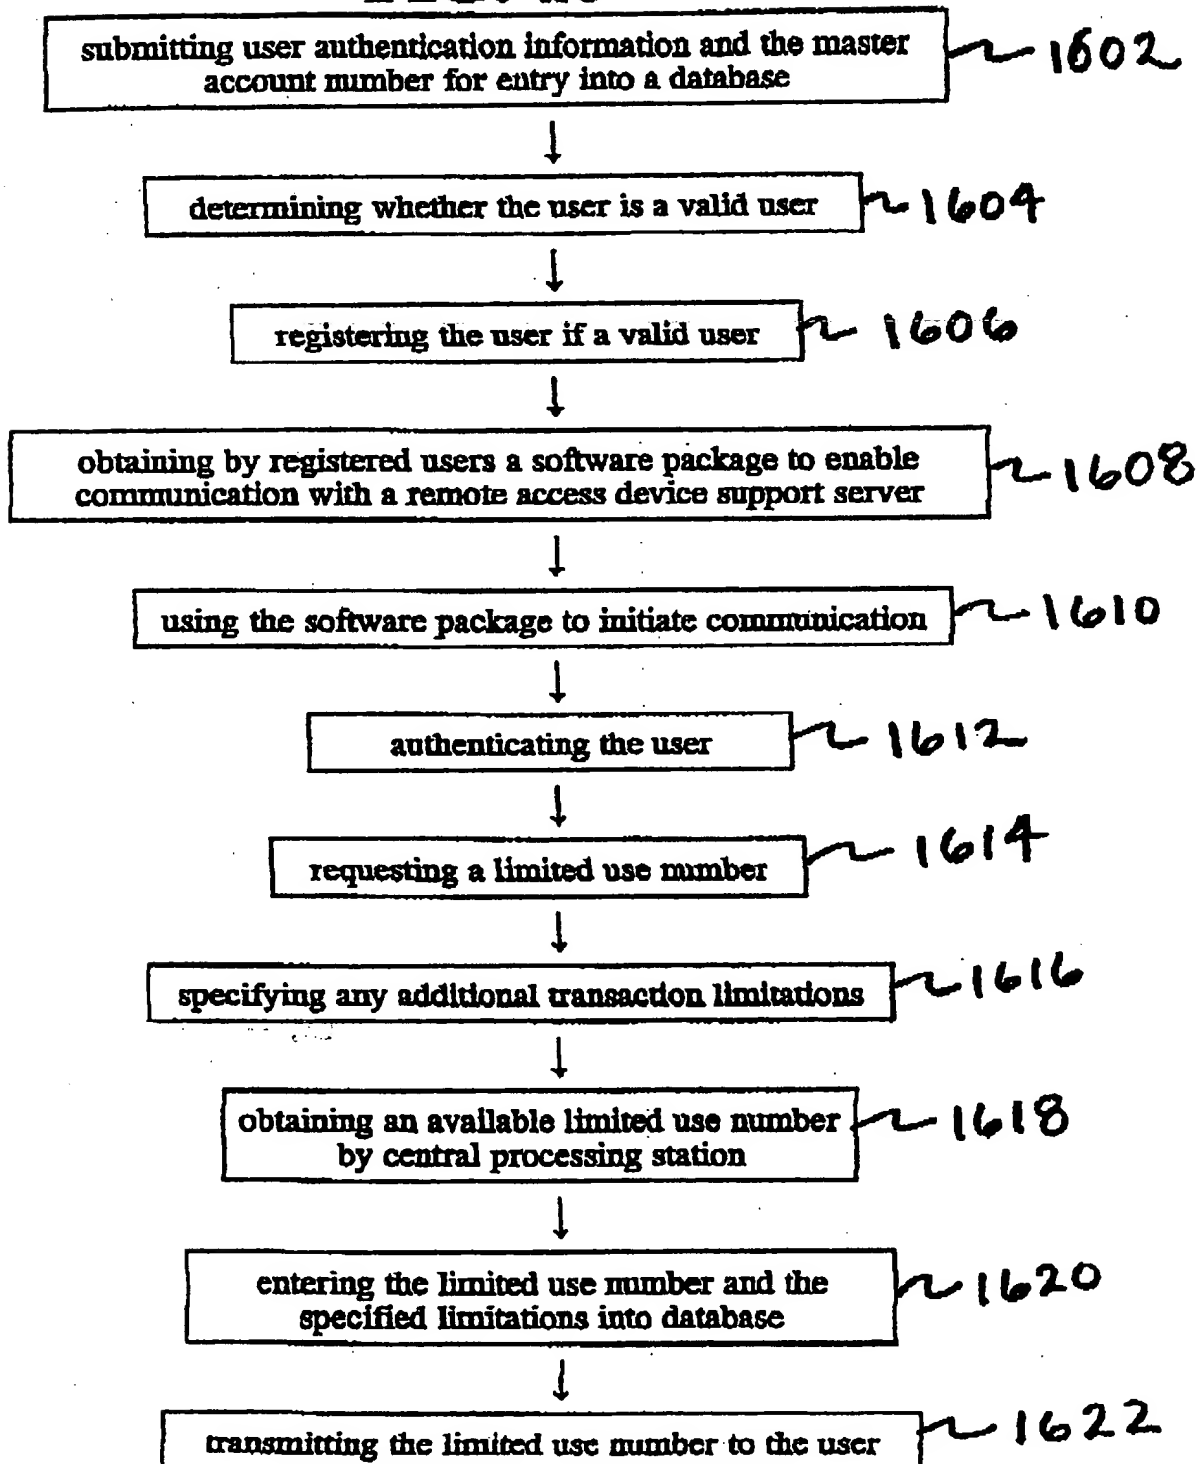 submitting user authentication information and the master
account number for entry into a database
1602
determining whether the user is a valid user
1604
registering the user if a valid user
1606
obtaining by registered users a software package to enable
communication with a remote access device support server
1608
using the software package to initiate communication
1610
authenticating the user
1612
requesting a limited use number
1614
specifying any additional transaction limitations
1616
obtaining an available limited use number
by central processing station
1618
entering the limited use number and the
specified limitations into database
1620
transmitting the limited use number to the user
1622